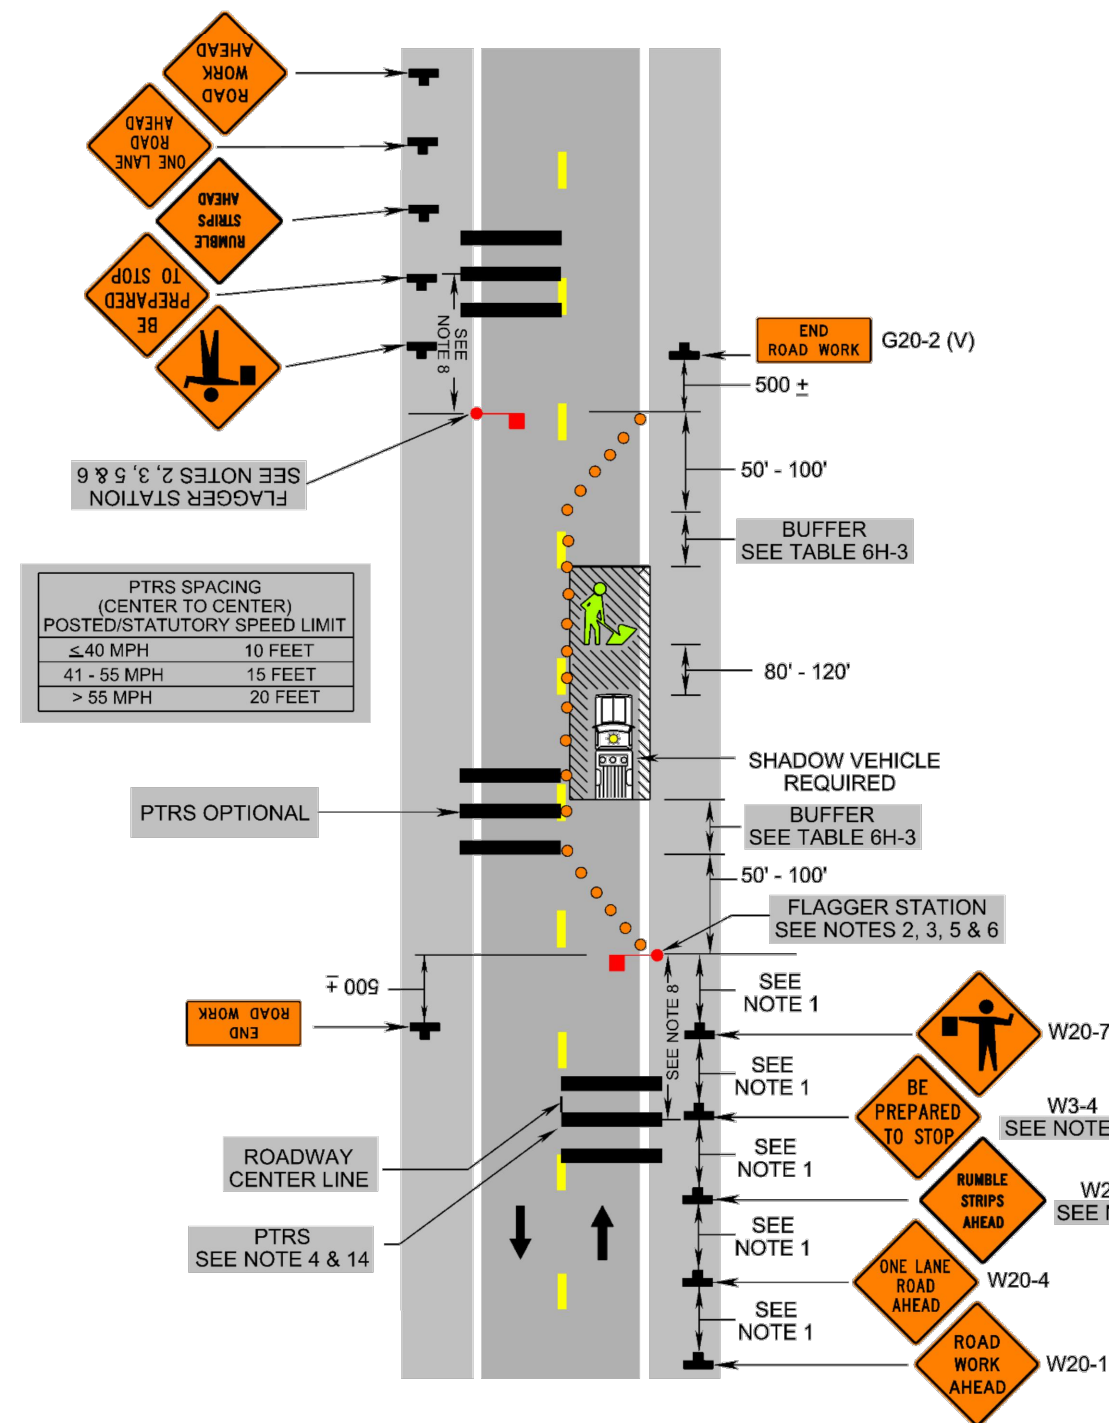 ROAD
WORK
AHEAD
ONE LANE
ROAD
AHEAD
RUMBLE
STRIPS
AHEAD
BE
PREPARED
TO STOP
SEE
NOTE 8
FLAGGER STATION
SEE NOTES 2, 3, 5 & 6
END
ROAD WORK
G20-2 (V)
500 ±
50' - 100'
BUFFER
SEE TABLE 6H-3
PTRS SPACING
(CENTER TO CENTER)
POSTED/STATUTORY SPEED LIMIT
≤40 MPH 10 FEET
41 - 55 MPH 15 FEET
> 55 MPH 20 FEET
80' - 120'
SHADOW VEHICLE
REQUIRED
PTRS OPTIONAL
BUFFER
SEE TABLE 6H-3
50' - 100'
FLAGGER STATION
SEE NOTES 2, 3, 5 & 6
500 ±
END
ROAD WORK
SEE NOTE 8
SEE
NOTE 1
W20-7
SEE
NOTE 1
BE
PREPARED
TO STOP
W3-4
SEE NOTE
ROADWAY
CENTER LINE
SEE
NOTE 1
RUMBLE
STRIPS
AHEAD
W2
SEE N
PTRS
SEE NOTE 4 & 14
SEE
NOTE 1
ONE LANE
ROAD
AHEAD
W20-4
SEE
NOTE 1
ROAD
WORK
AHEAD
W20-1